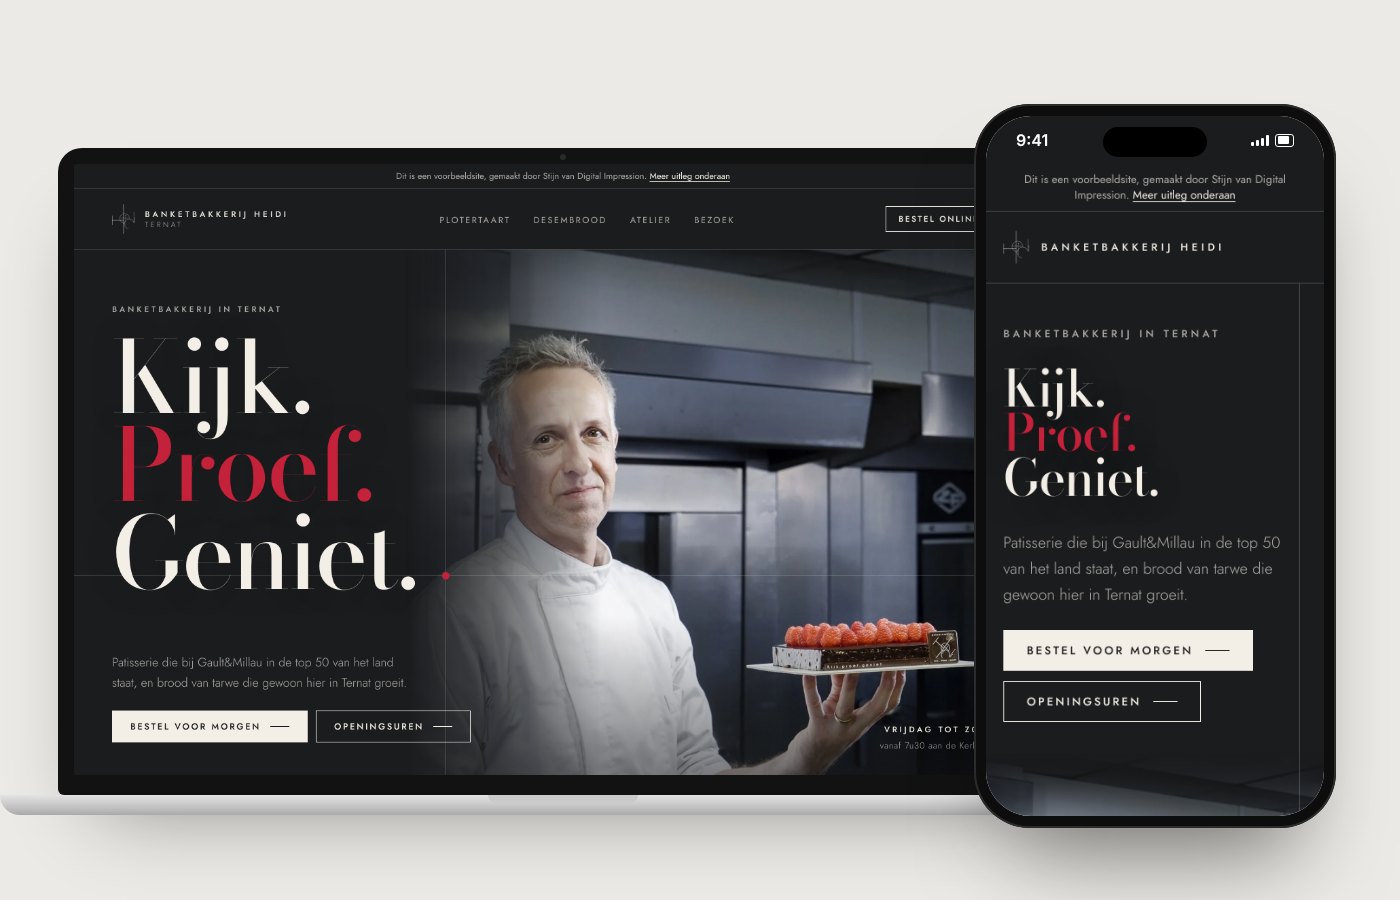 Dit is een voorbeeldsite, gemaakt door Stijn van Digital Impression. Meer uitleg onderaan
BANKETBAKKERIJ HEIDI
TERNAT
PLOTERTAART DESEMBROOD ATELIER BEZOEK
BESTEL ONLIN
BANKETBAKKERIJ IN TERNAT
Kijk.
Proef.
Geniet.
Patisserie die bij Gault&Millau in de top 50 van het land
staat, en brood van tarwe die gewoon hier in Ternat groeit.
BESTEL VOOR MORGEN
OPENINGSUREN
kijk proef geniet
VRIJDAG TOT ZO
vanaf 7u30 aan de Kerk
9:41
Dit is een voorbeeldsite, gemaakt door Stijn van Digital
Impression. Meer uitleg onderaan
BANKETBAKKERIJ HEIDI
BANKETBAKKERIJ IN TERNAT
Kijk.
Proef.
Geniet.
Patisserie die bij Gault&Millau in de top 50
van het land staat, en brood van tarwe die
gewoon hier in Ternat groeit.
BESTEL VOOR MORGEN
OPENINGSUREN